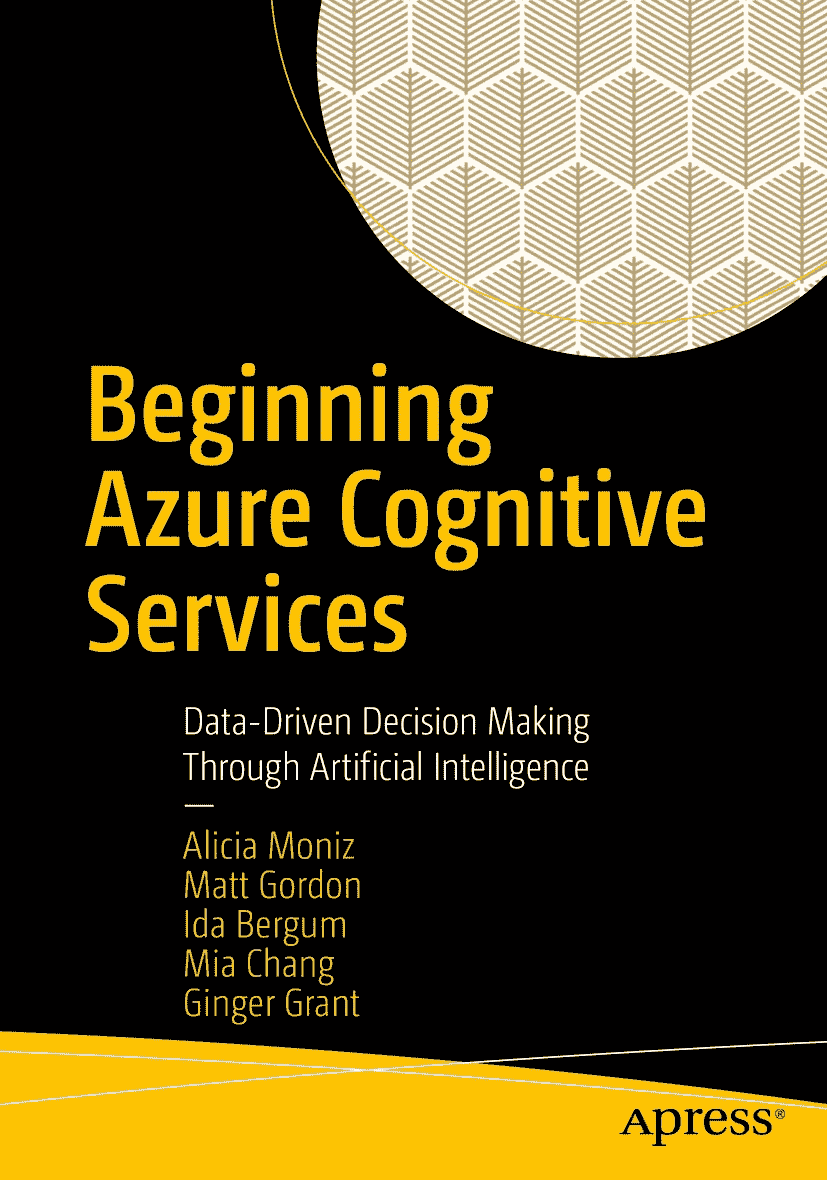 Beginning
Azure Cognitive
Services
Data-Driven Decision Making
Through Artificial Intelligence
Alicia Moniz
Matt Gordon
Ida Bergum
Mia Chang
Ginger Grant
Apress®